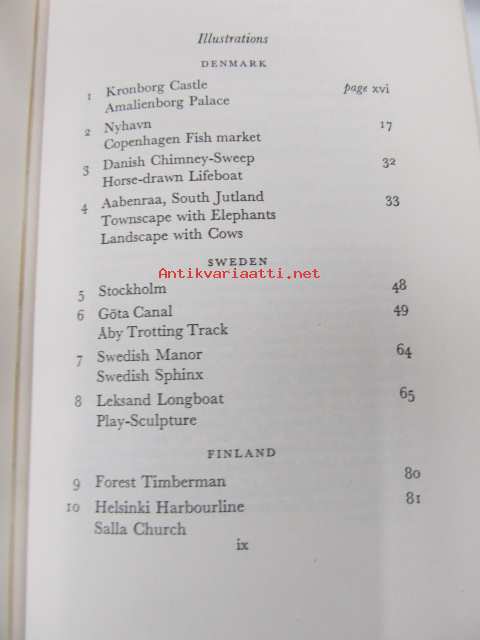 Illustrations
DENMARK
1 Kronborg Castle page xvi
Amalienborg Palace
2 Nyhavn 17
Copenhagen Fish market
3 Danish Chimney-Sweep 32
Horse-drawn Lifeboat
4 Aabenraa, South Jutland 33
Townscape with Elephants
Landscape with Cows
SWEDEN
Antikvariaatti.net
5 Stockholm 48
6 Göta Canal 49
Aby Trotting Track
7 Swedish Manor 64
Swedish Sphinx
8 Leksand Longboat 65
Play-Sculpture
FINLAND
9 Forest Timberman 80
10 Helsinki Harbourline 81
Salla Church
ix